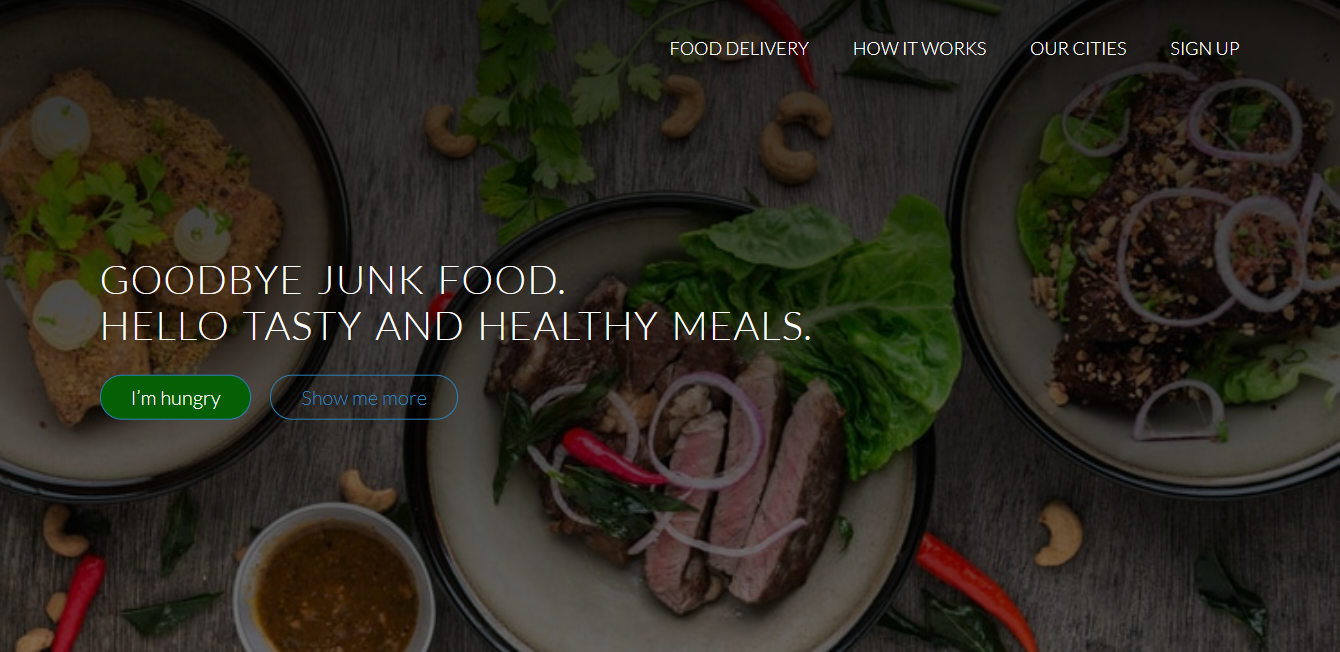 FOOD DELIVERY HOW IT WORKS OUR CITIES SIGN UP
GOODBYE JUNK FOOD.
HELLO TASTY AND HEALTHY MEALS.
I'm hungry Show me more